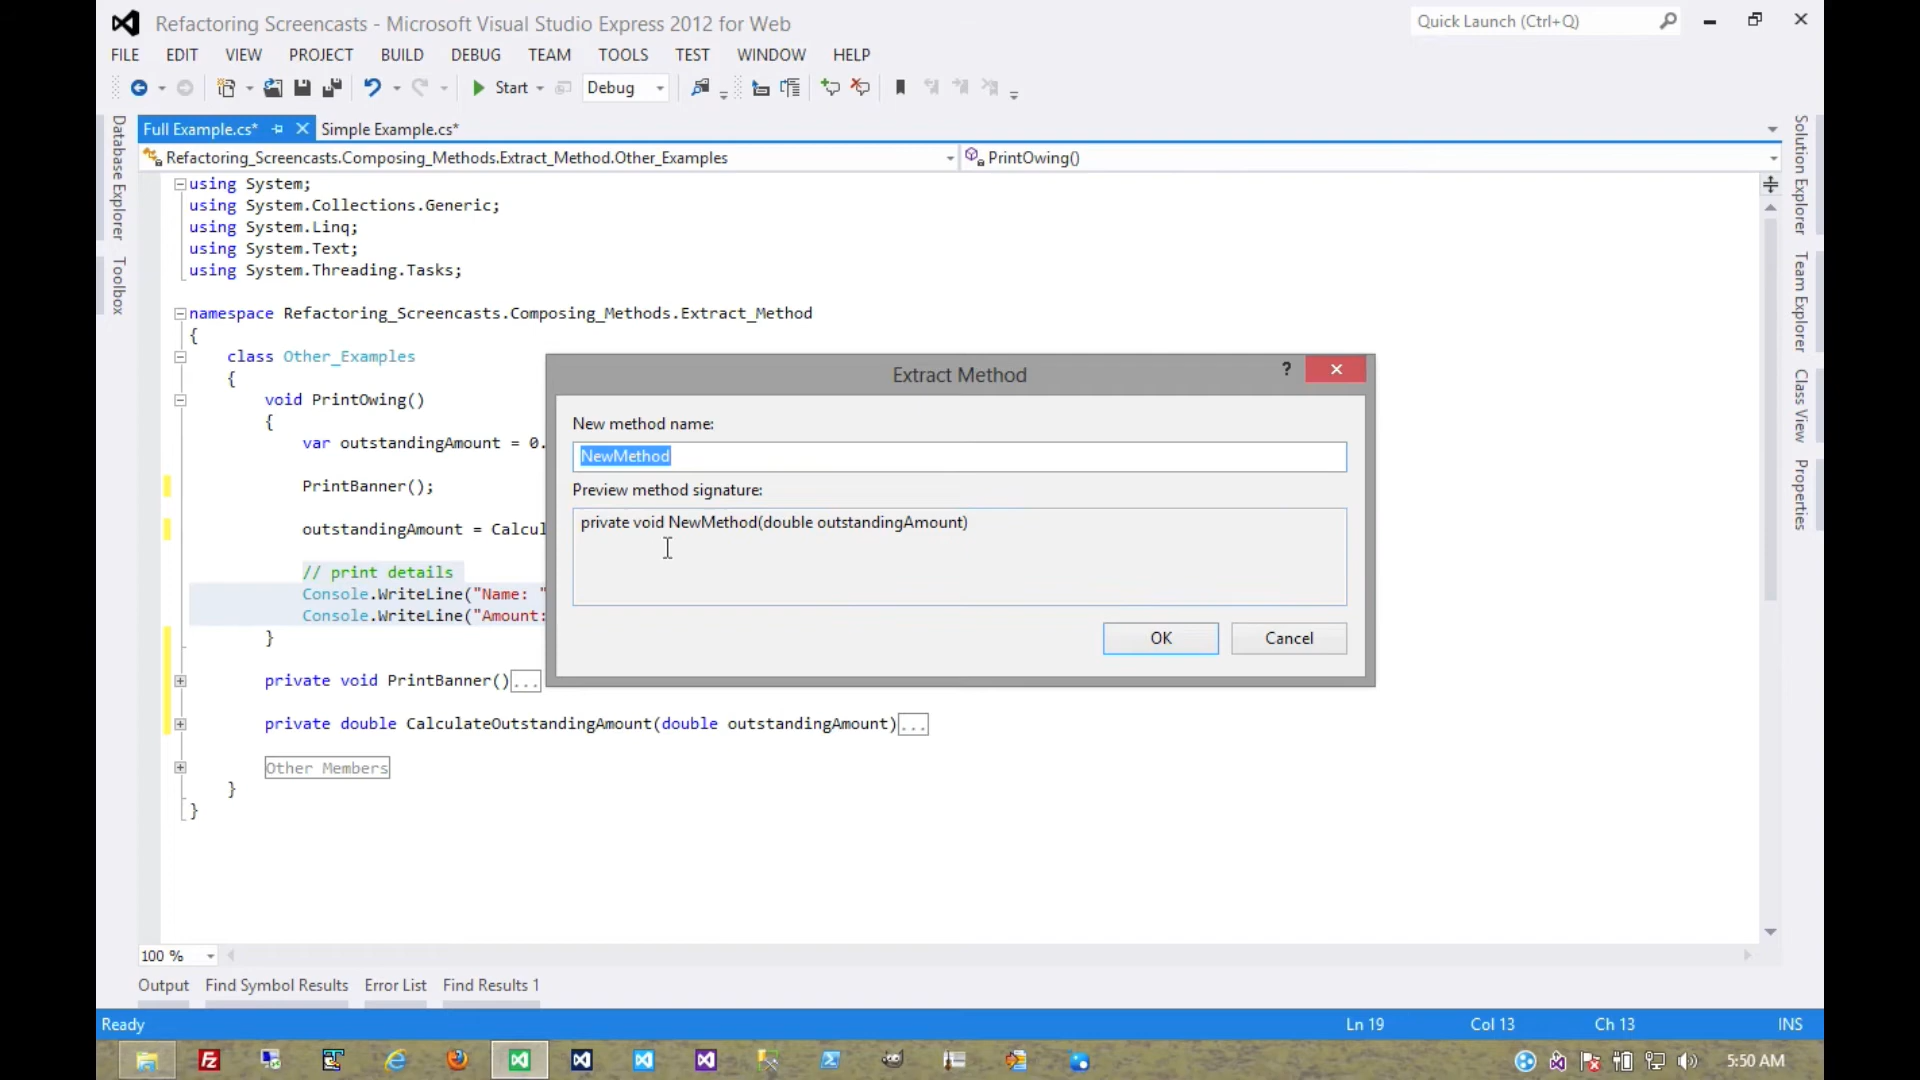 Refactoring Screencasts - Microsoft Visual Studio Express 2012 for Web
Quick Launch (Ctrl+Q)
FILE EDIT VIEW PROJECT BUILD DEBUG TEAM TOOLS TEST WINDOW HELP
Start Debug
Database Explorer
Toolbox
Full Example.cs* Simple Example.cs*
Refactoring_Screencasts.Composing_Methods.Extract_Method.Other_Examples PrintOwing()
using System;
using System.Collections.Generic;
using System.Linq;
using System.Text;
using System.Threading.Tasks;
namespace Refactoring_Screencasts.Composing_Methods.Extract_Method
{
class Other_Examples
{
void PrintOwing()
{
var outstandingAmount = 0.
PrintBanner();
outstandingAmount = Calcul
// print details
Console.WriteLine("Name: "
Console.WriteLine("Amount:
}
private void PrintBanner()...
private double CalculateOutstandingAmount(double outstandingAmount)...
Other Members
}
}
Extract Method
?
New method name:
NewMethod
Preview method signature:
private void NewMethod(double outstandingAmount)
OK Cancel
Solution Explorer
Team Explorer
Class View
Properties
100 %
Output Find Symbol Results Error List Find Results 1
Ready Ln 19 Col 13 Ch 13 INS
5:50 AM